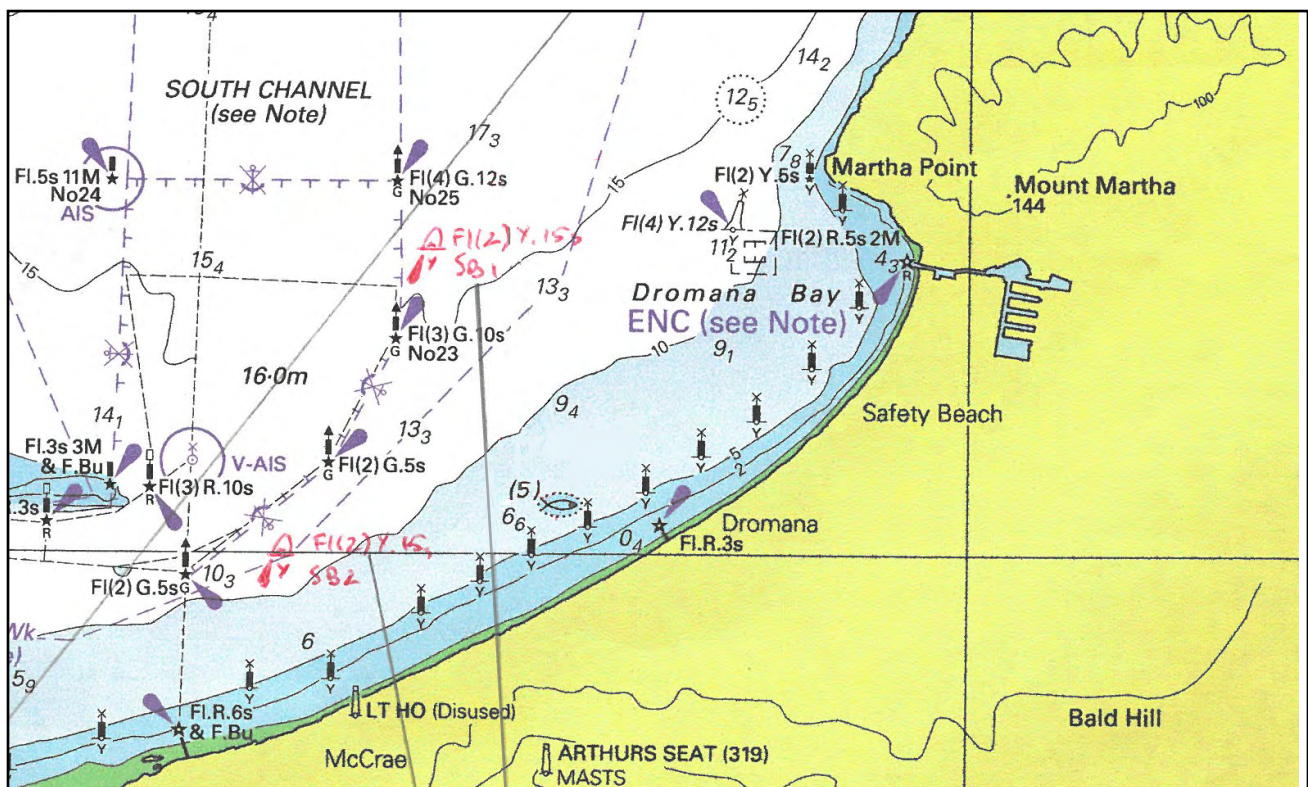 15₄
14₂
SOUTH CHANNEL
(see Note)
12₅
100
17₃
Fl.5s 11M
No24
AIS
Fl(4) G.12s
No25
G
15
7₈
Martha Point
Fl(2) Y.5s
Y
Mount Martha
144
Y
Fl(4) Y.12s
Y
11₂
Fl(2) R.5s 2M
4₃
R
Fl(2) Y.15s
Y SB1
15
15₄
13₃
Dromana Bay
ENC (see Note)
Y
Fl(3) G.10s
No23
G
10
9₁
Y
16·0m
9₄
Y
Safety Beach
14₁
13₃
Fl.3s 3M
& F.Bu
V-AIS
Fl(2) G.5s
G
Y
5
2
Fl(3) R.10s
R
.3s
R
(5)
Y
Y
6₆
Y
0₄
Dromana
Fl.R.3s
Fl(2) Y.15s
Y SB2
Fl(2) G.5s
G
10₃
Y
Y
Wk
e)
5₉
6
Y
Y
Fl.R.6s
& F.Bu
Y
LT HO (Disused)
Bald Hill
McCrae
ARTHURS SEAT (319)
MASTS